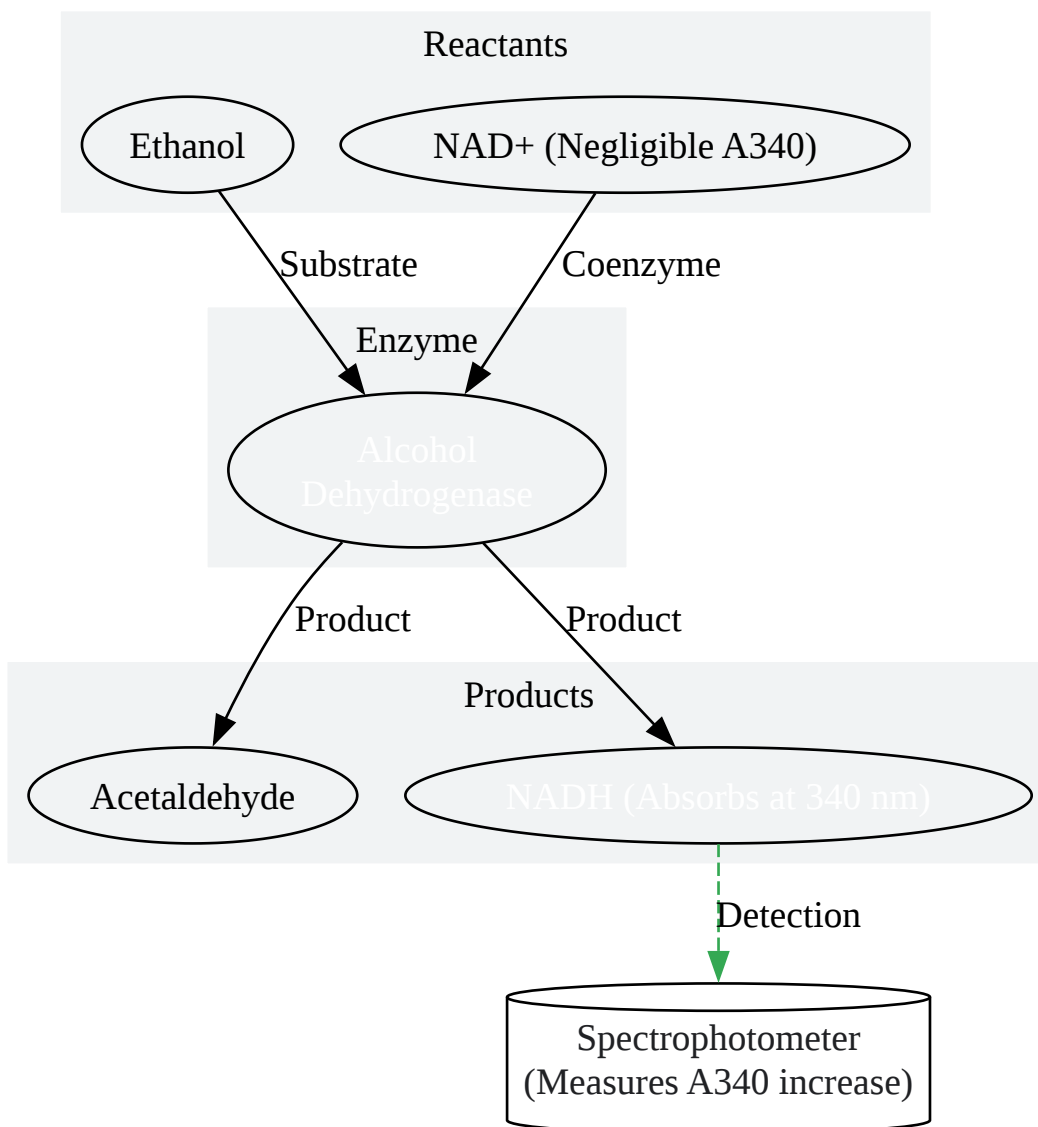 Reactants
Ethanol
NAD+ (Negligible A340)
Substrate
Coenzyme
Enzyme
Alcohol
Dehydrogenase
Product
Product
Products
Acetaldehyde
NADH (Absorbs at 340 nm)
Detection
Spectrophotometer
(Measures A340 increase)